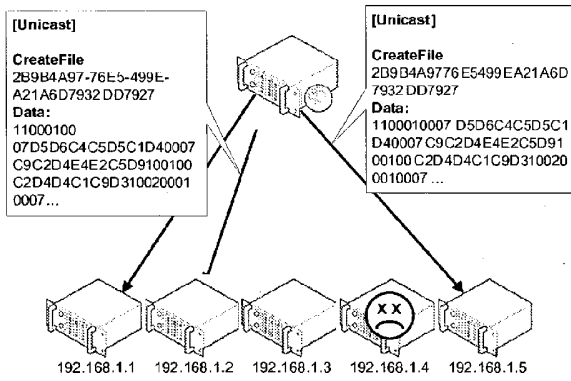 [Unicast]
CreateFile
2B9B4A97-76E5-499E-
A21A6D7932DD7927
Data:
11000100
07D5D6C4C5D5C1D40007
C9C2D4E4E2C5D9100100
C2D4D4C1C9D310020001
0007...
[Unicast]
CreateFile
2B9B4A9776E5499EA21A6D
7932DD7927
Data:
1100010007 D5D6C4C5D5C1
D40007 C9C2D4E4E2C5D91
00100 C2D4D4C1C9D310020
0010007 ...
X X
192.168.1.1 192.168.1.2 192.168.1.3 192.168.1.4 192.168.1.5